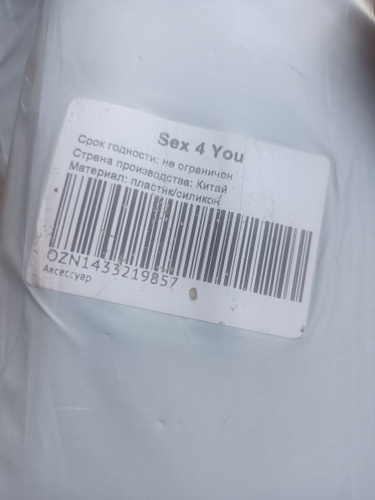 Sex 4 You
Срок годности: не ограничен
Страна производства: Китай
Материал: пластик/силикон
OZN1433219857
Аксессуар